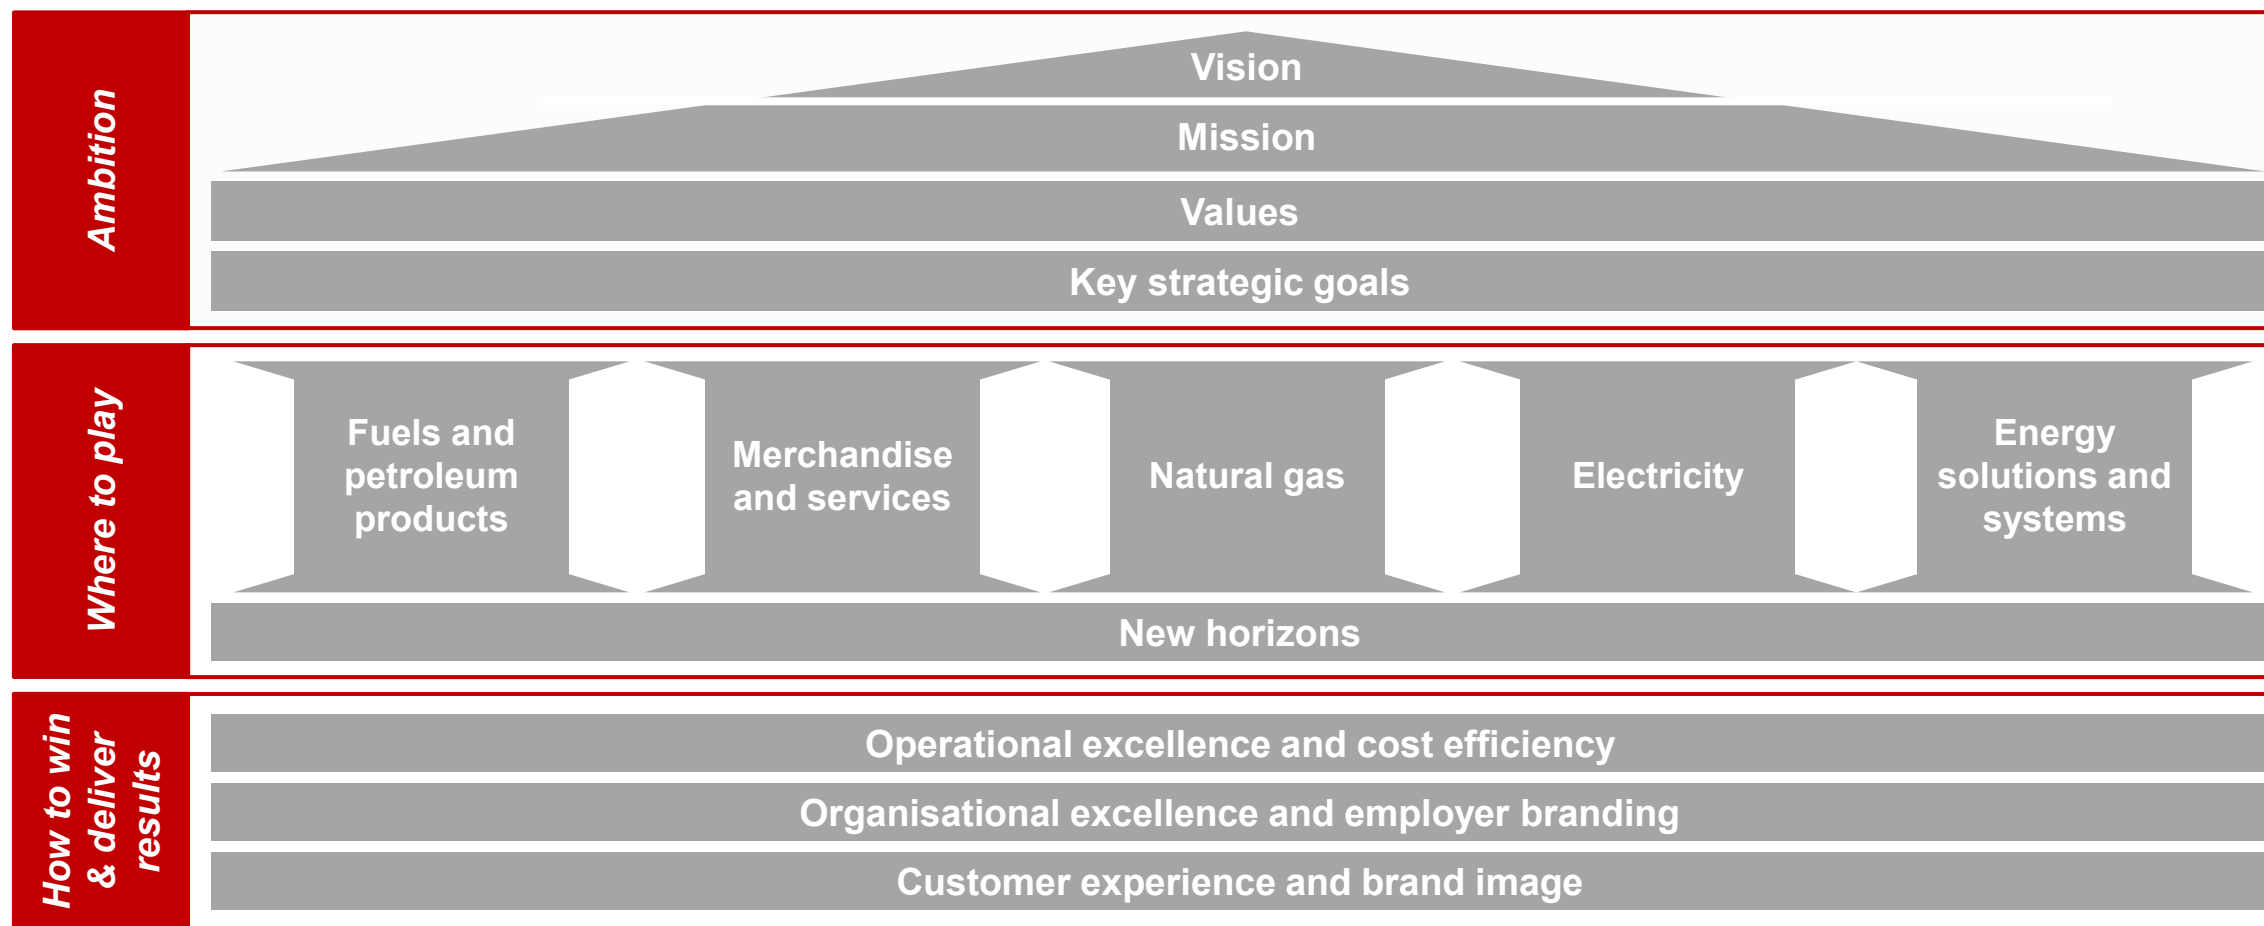 Ambition
Vision
Mission
Values
Key strategic goals
Where to play
Fuels and
petroleum
products
Merchandise
and services
Natural gas
Electricity
Energy
solutions and
systems
New horizons
How to win
& deliver
results
Operational excellence and cost efficiency
Organisational excellence and employer branding
Customer experience and brand image